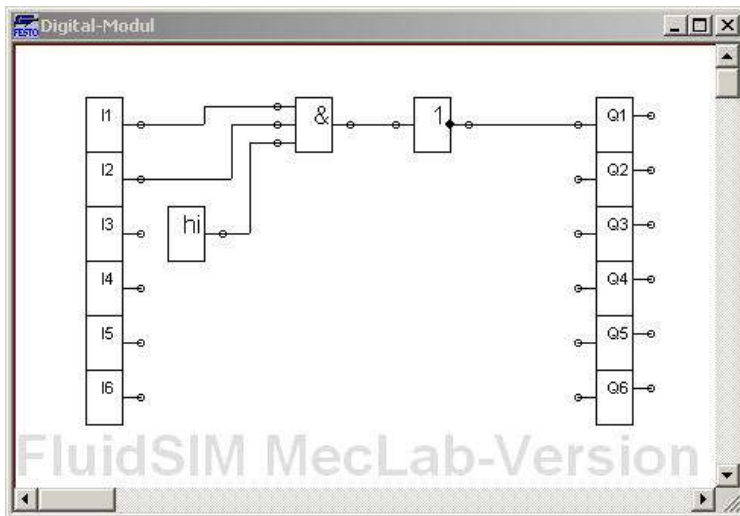 FESTO Digital-Modul
I1 & 1 Q1
I2 Q2
I3 hi Q3
I4 Q4
I5 Q5
I6 Q6
FluidSIM MecLab-Version